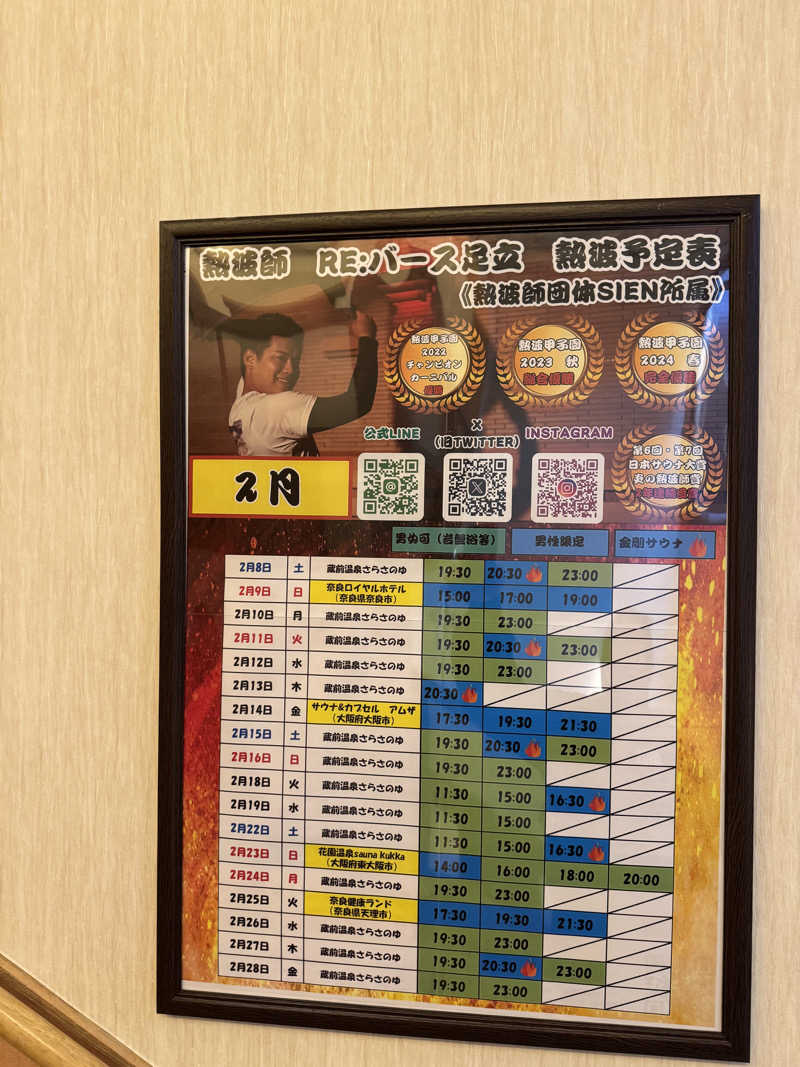 熱波師 RE:バース足立 熱波予定表
《熱波師団体SIEN所属》
熱波甲子園
2022
チャンピオン
カーニバル
優勝
熱波甲子園
2023 秋
総合優勝
熱波甲子園
2024 春
完全優勝
公式LINE
X
(旧TWITTER)
INSTAGRAM
第6回・第7回
日本サウナ大賞
炎の熱波師賞
2月
男女可(岩盤浴等) 男性限定 金剛サウナ
2月8日 土 蔵前温泉さらさのゆ 19:30 20:30 23:00
2月9日 日 奈良ロイヤルホテル
(奈良県奈良市) 15:00 17:00 19:00
2月10日 月 蔵前温泉さらさのゆ 19:30 23:00
2月11日 火 蔵前温泉さらさのゆ 19:30 20:30 23:00
2月12日 水 蔵前温泉さらさのゆ 19:30 23:00
2月13日 木 蔵前温泉さらさのゆ 20:30
2月14日 金 サウナ&カプセル アムザ
(大阪府大阪市) 17:30 19:30 21:30
2月15日 土 蔵前温泉さらさのゆ 19:30 20:30 23:00
2月16日 日 蔵前温泉さらさのゆ 19:30 23:00
2月18日 火 蔵前温泉さらさのゆ 11:30 15:00 16:30
2月19日 水 蔵前温泉さらさのゆ 11:30 15:00
2月22日 土 蔵前温泉さらさのゆ 11:30 15:00 16:30
2月23日 日 花園温泉sauna kukka
(大阪府東大阪市) 14:00 16:00 18:00 20:00
2月24日 月 蔵前温泉さらさのゆ 19:30 23:00
2月25日 火 奈良健康ランド
(奈良県天理市) 17:30 19:30 21:30
2月26日 水 蔵前温泉さらさのゆ 19:30 23:00
2月27日 木 蔵前温泉さらさのゆ 19:30 20:30 23:00
2月28日 金 蔵前温泉さらさのゆ 19:30 23:00